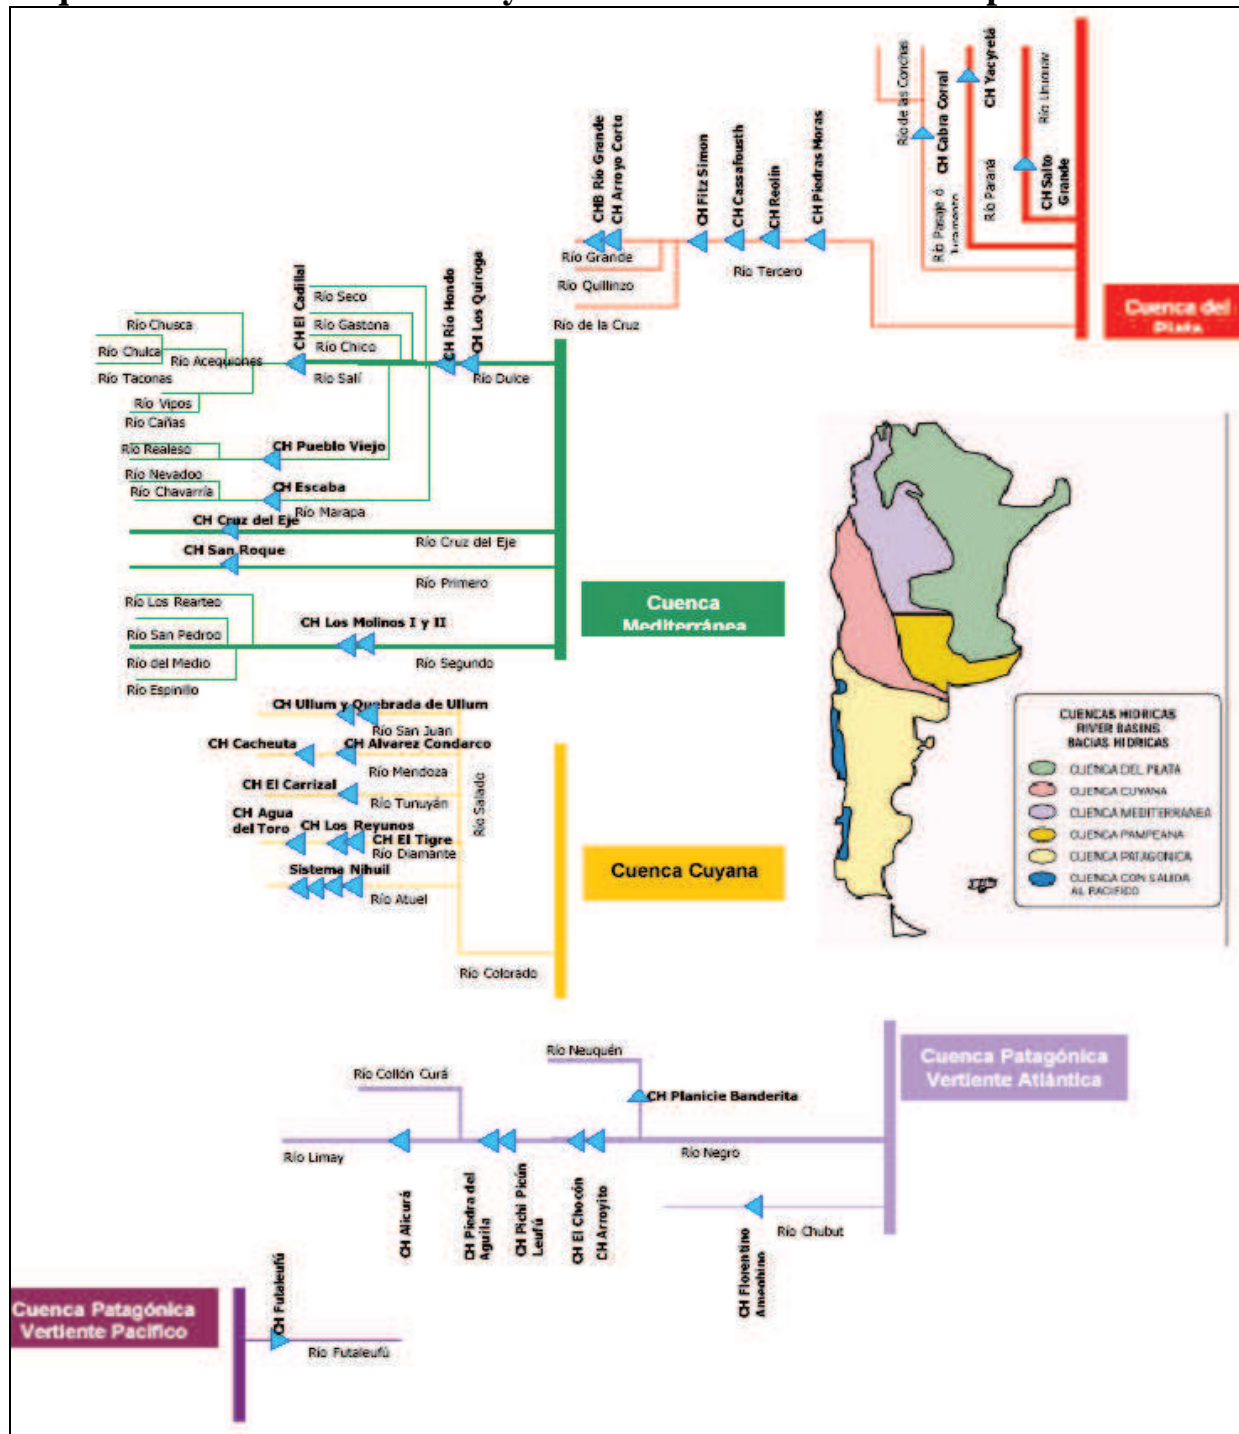 Río de las Conchas
CH Cabra Corral
CH Yacyretá
Río Uruguay
Río Pasaje ó
Juramento
Río Paraná
CH Salto
Grande
CHB Río Grande
CH Arroyo Corto
CH Fitz Simon
CH Cassafousth
CH Reolín
CH Piedras Moras
Río Grande
Río Quillinzo
Río Tercero
Río de la Cruz
Cuenca del
Plata
CH El Cadillal
Río Seco
Río Gastona
Río Chico
CH Río Hondo
CH Los Quiroga
Río Chusca
Río Chulca
Río Acequiones
Río Taconas
Río Salí
Río Dulce
Río Vipos
Río Cañas
Río Realeso
CH Pueblo Viejo
Río Nevadoo
Río Chavarría
CH Escaba
Río Marapa
CH Cruz del Eje
Río Cruz del Eje
CH San Roque
Río Primero
Río Los Rearteo
Río San Pedroo
CH Los Molinos I y II
Río del Medio
Río Segundo
Río Espinillo
Cuenca
Mediterránea
CH Ullum y Quebrada de Ullum
Río San Juan
CH Cacheuta
CH Alvarez Condarco
Río Mendoza
CH El Carrizal
Río Tunuyán
Río Salado
CH Agua
del Toro
CH Los Reyunos
CH El Tigre
Río Diamante
Sistema Nihuil
Río Atuel
Río Colorado
Cuenca Cuyana
CUENCAS HIDRICAS
RIVER BASINS
BACIAS HIDRICAS
CUENCA DEL PLATA
CUENCA CUYANA
CUENCA MEDITERRANEA
CUENCA PAMPEANA
CUENCA PATAGONICA
CUENCA CON SALIDA
AL PACIFICO
Cuenca Patagónica
Vertiente Atlántica
Río Neuquén
Río Collón Curá
CH Planicie Banderita
Río Limay
Río Negro
CH Alicurá
CH Piedra del
Aguila
CH Pichi Picún
Leufú
CH El Chocón
CH Arroyito
Río Chubut
CH Florentino
Ameghino
Cuenca Patagónica
Vertiente Pacífico
CH Futaleufú
Río Futaleufú